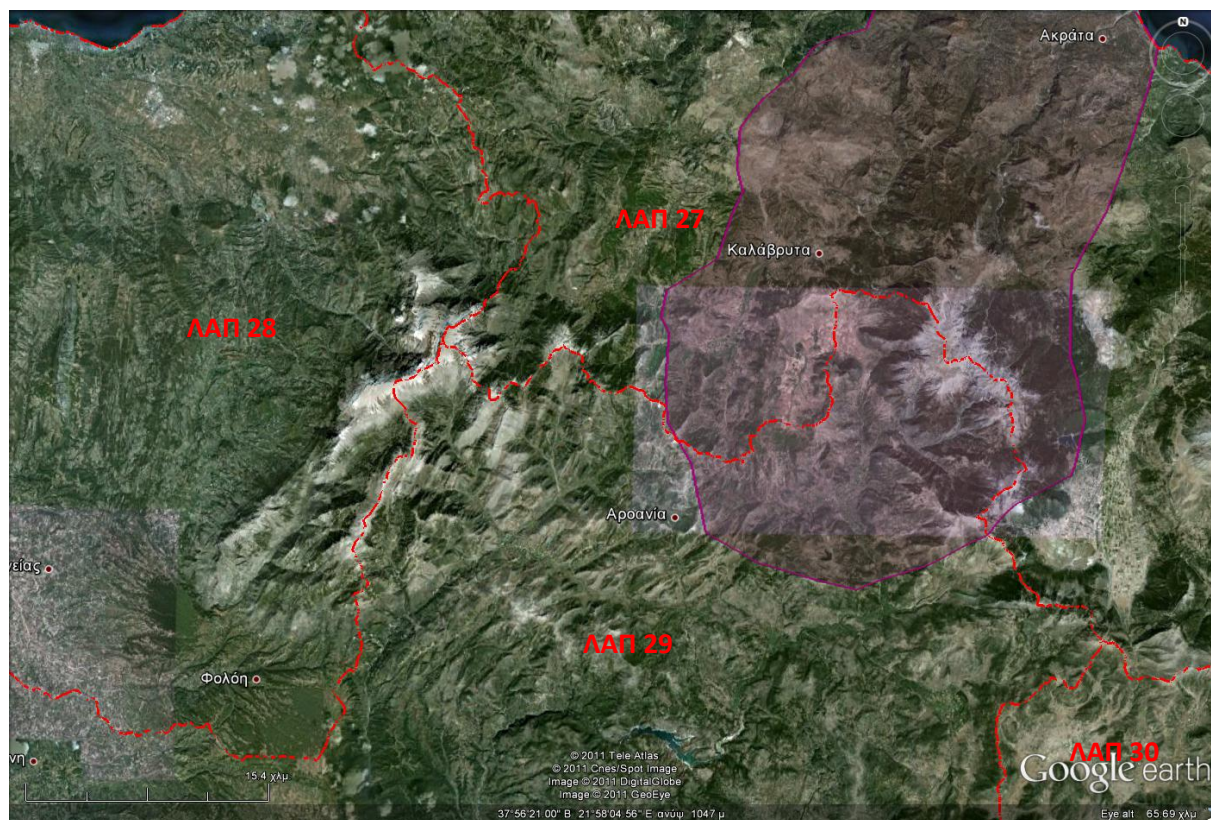 Ακράτα
N
ΛΑΠ 27
Καλάβρυτα
ΛΑΠ 28
Αροανία
νείας
ΛΑΠ 29
Φολόη
νη
ΛΑΠ 30
15.4 χλμ
© 2011 Tele Atlas
© 2011 Cnes/Spot Image
Image © 2011 DigitalGlobe
Image © 2011 GeoEye
Google earth
37°56'21.00" Β 21°58'04.56" Ε ανύψ 1047 μ
Eye alt 65.69 χλμ